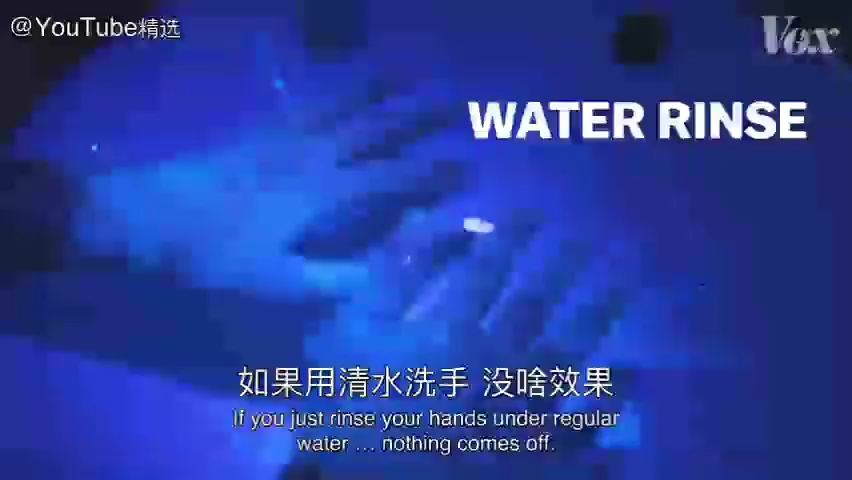 @YouTube精选
Vox
WATER RINSE
如果用清水洗手 没啥效果
If you just rinse your hands under regular
water ... nothing comes off.